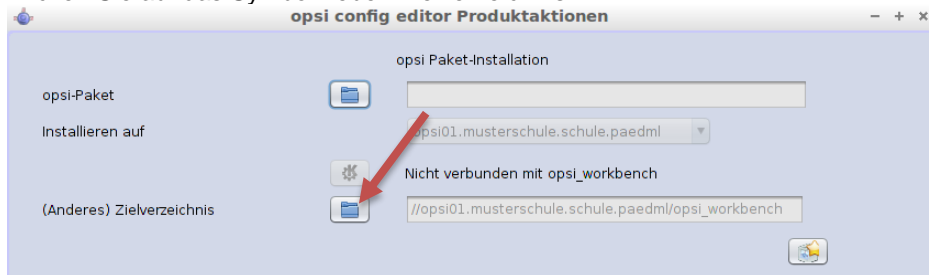 opsi config editor Produktaktionen
opsi Paket-Installation
opsi-Paket
Installieren auf opsi01.musterschule.schule.paedml
Nicht verbunden mit opsi_workbench
(Anderes) Zielverzeichnis //opsi01.musterschule.schule.paedml/opsi_workbench